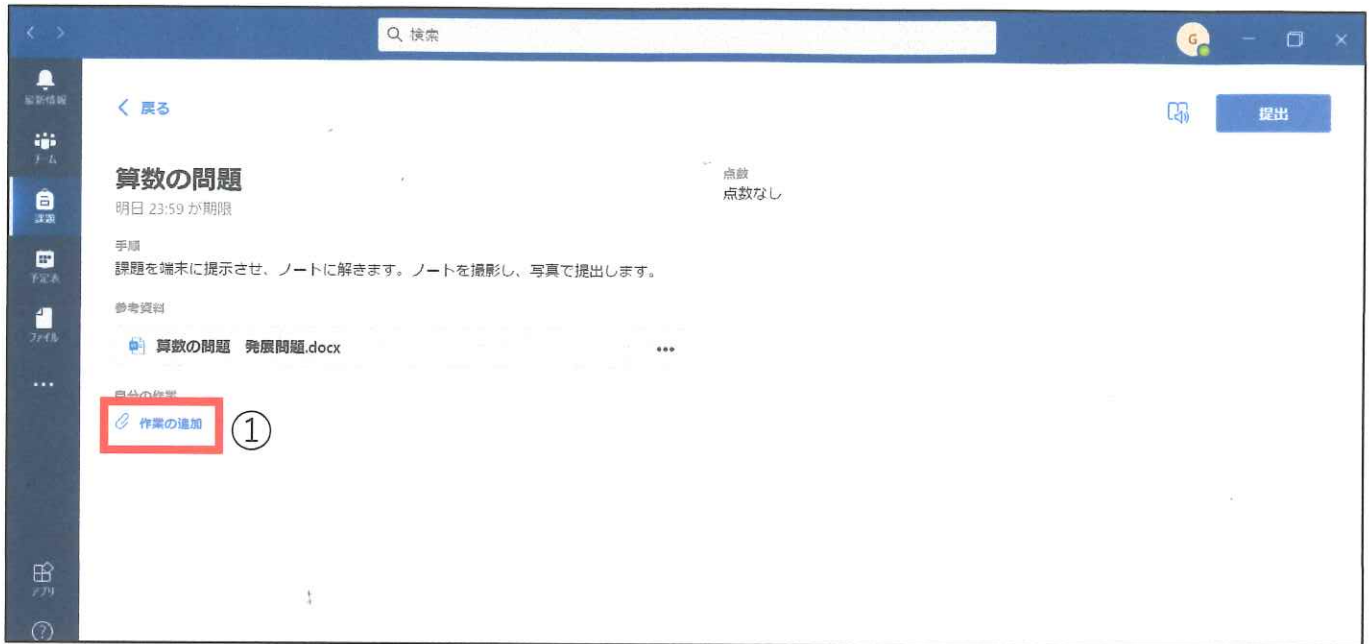 検索
G
最新情報
チーム
課題
予定表
ファイル
アプリ
戻る
提出
算数の問題
明日 23:59 が期限
点数
点数なし
手順
課題を端末に提示させ、ノートに解きます。ノートを撮影し、写真で提出します。
参考資料
算数の問題 発展問題.docx
自分の作業
作業の追加
①